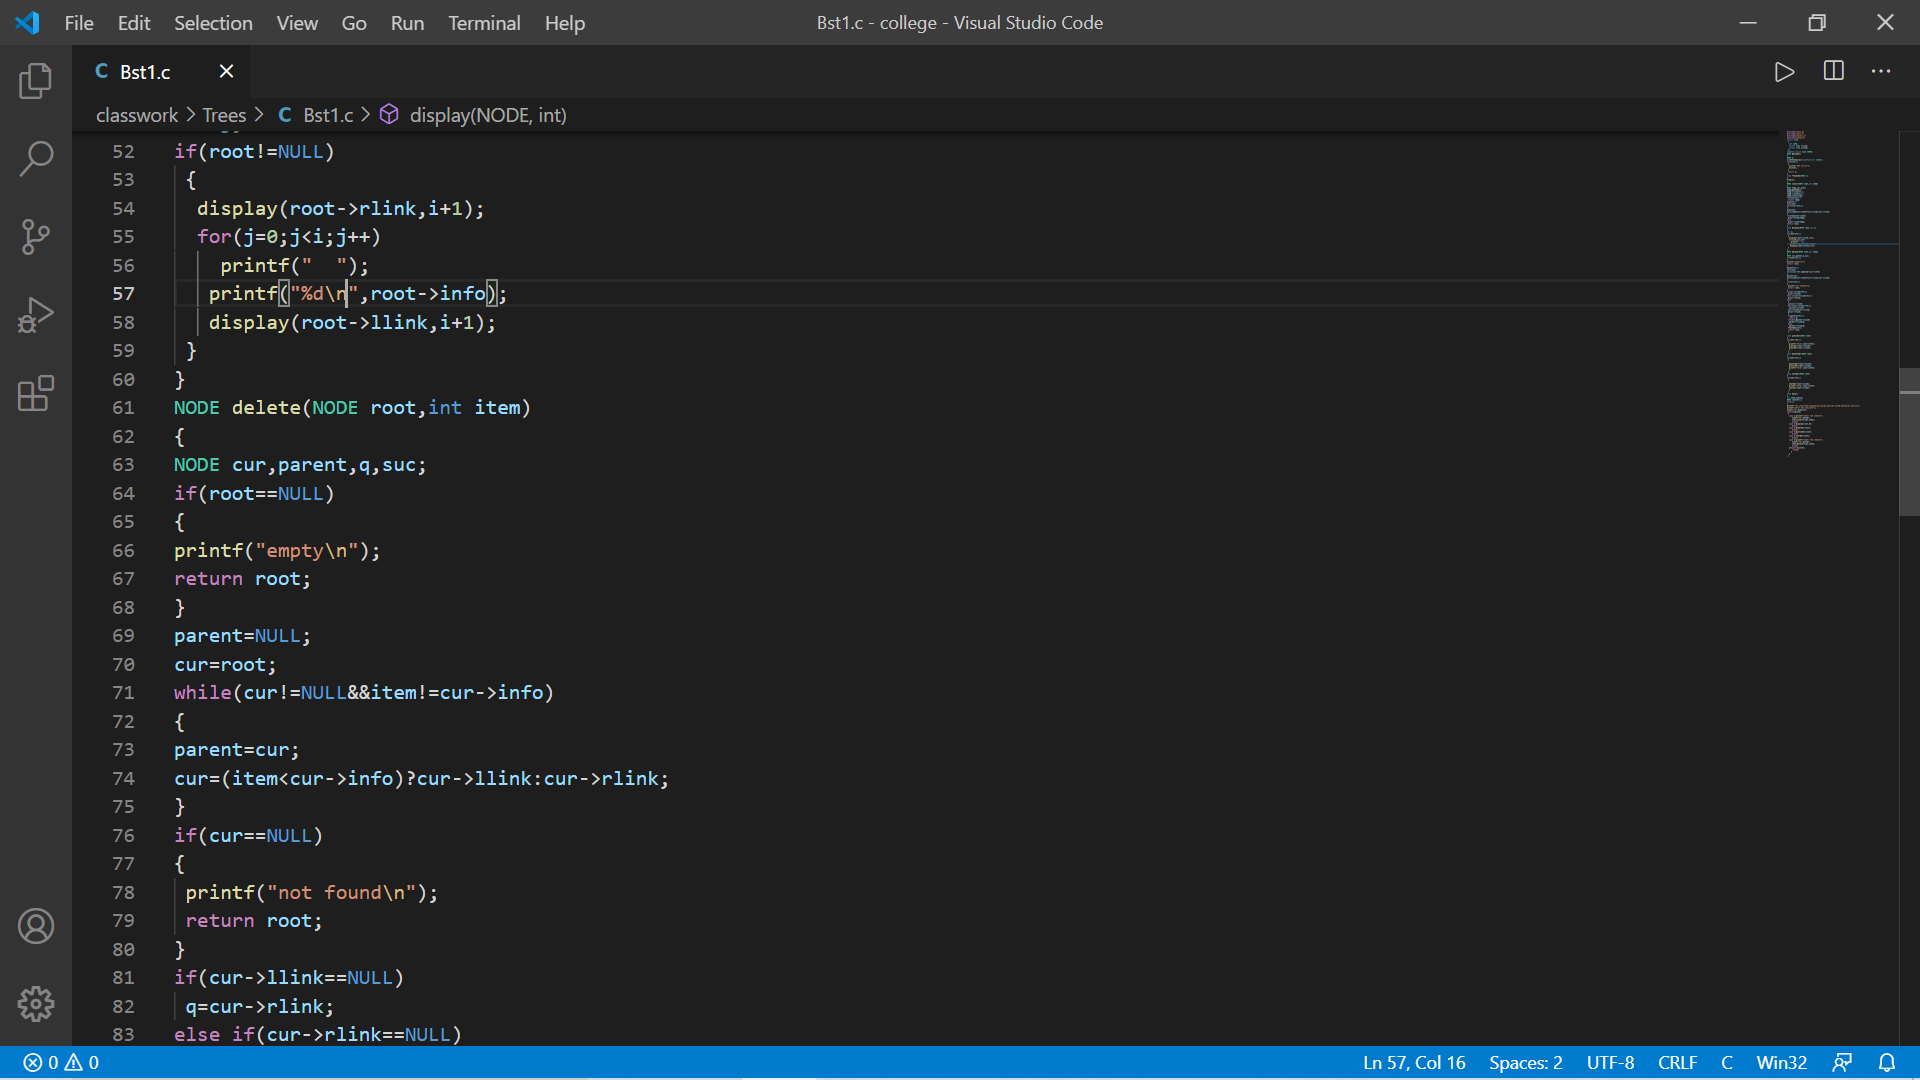 File Edit Selection View Go Run Terminal Help Bst1.c - college - Visual Studio Code
C Bst1.c
classwork > Trees > C Bst1.c > display(NODE, int)
52 if(root!=NULL)
53 {
54 display(root->rlink,i+1);
55 for(j=0;j<i;j++)
56 printf("  ");
57 printf("%d\n",root->info);
58 display(root->llink,i+1);
59 }
60 }
61 NODE delete(NODE root,int item)
62 {
63 NODE cur,parent,q,suc;
64 if(root==NULL)
65 {
66 printf("empty\n");
67 return root;
68 }
69 parent=NULL;
70 cur=root;
71 while(cur!=NULL&&item!=cur->info)
72 {
73 parent=cur;
74 cur=(item<cur->info)?cur->llink:cur->rlink;
75 }
76 if(cur==NULL)
77 {
78 printf("not found\n");
79 return root;
80 }
81 if(cur->llink==NULL)
82 q=cur->rlink;
83 else if(cur->rlink==NULL)
0 0 Ln 57, Col 16 Spaces: 2 UTF-8 CRLF C Win32